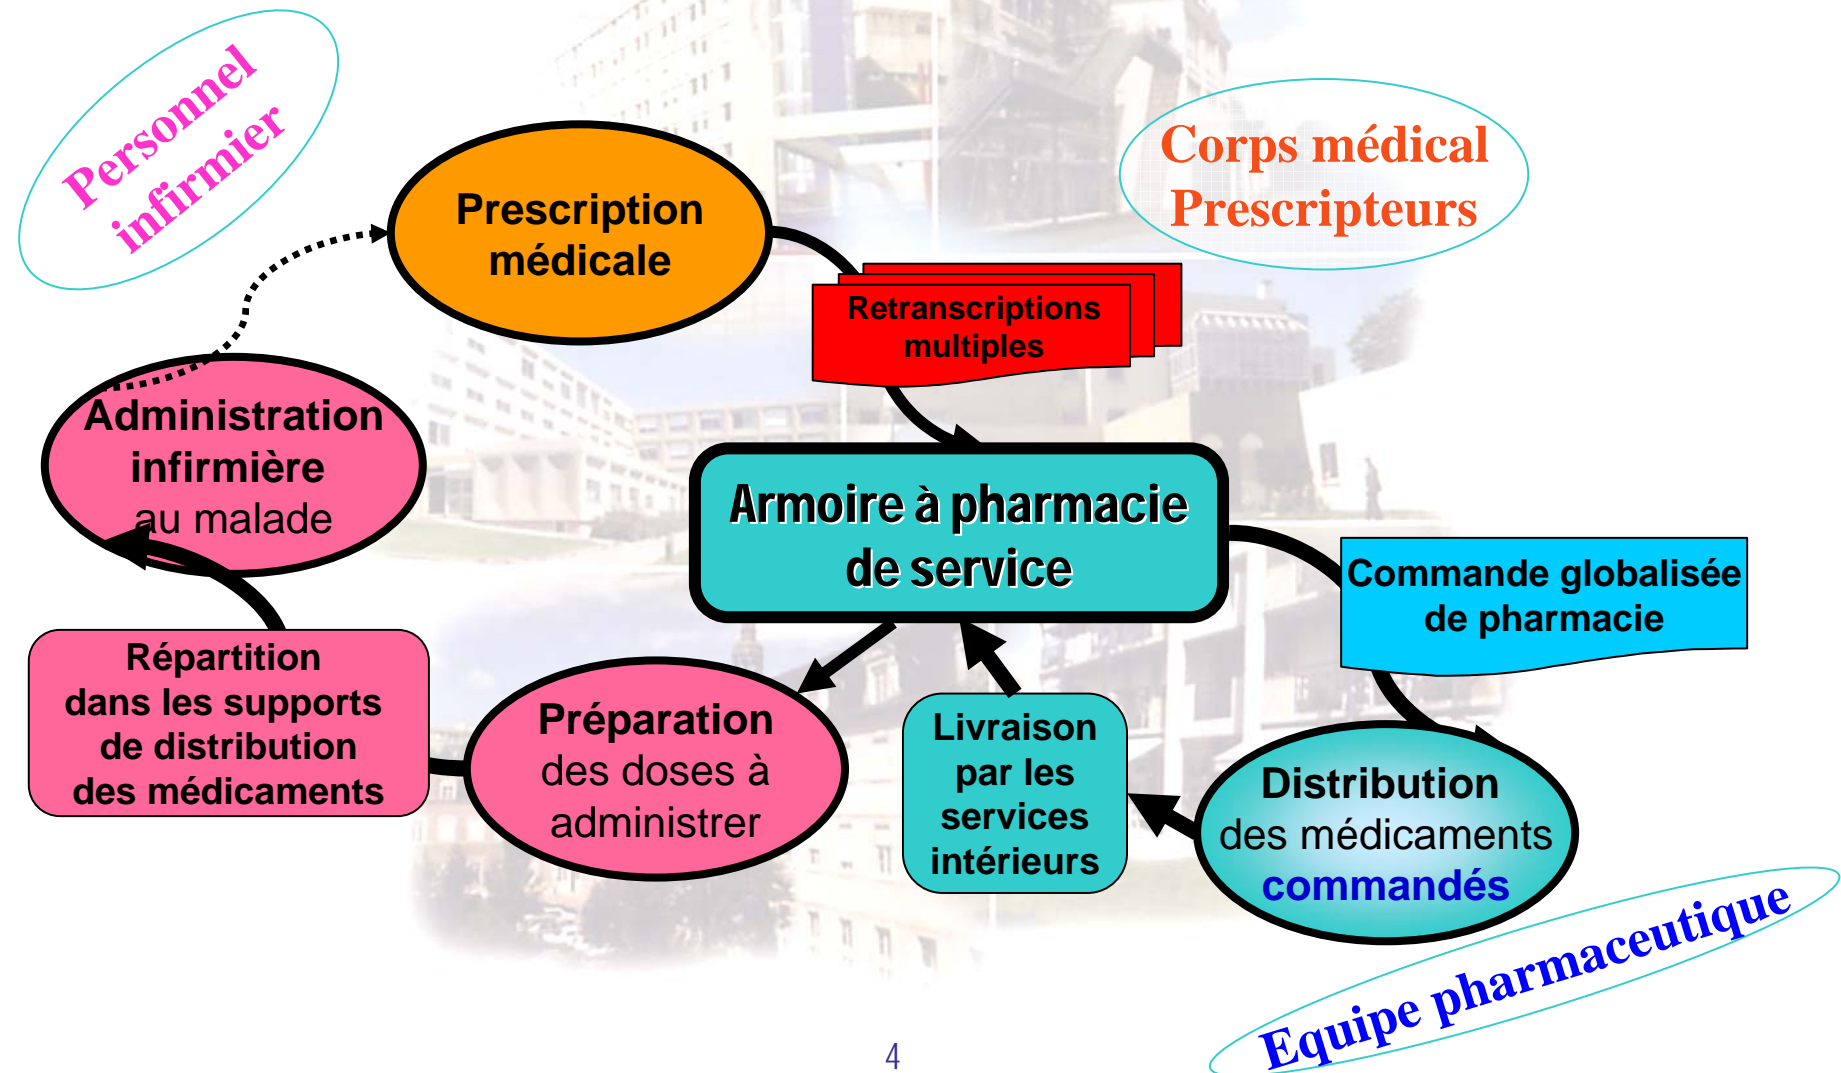 Personnel
infirmier
Corps médical
Prescripteurs
Prescription
médicale
Retranscriptions
multiples
Administration
infirmière
au malade
Armoire à pharmacie
de service
Commande globalisée
de pharmacie
Répartition
dans les supports
de distribution
des médicaments
Préparation
des doses à
administrer
Livraison
par les
services
intérieurs
Distribution
des médicaments
commandés
Equipe pharmaceutique
4